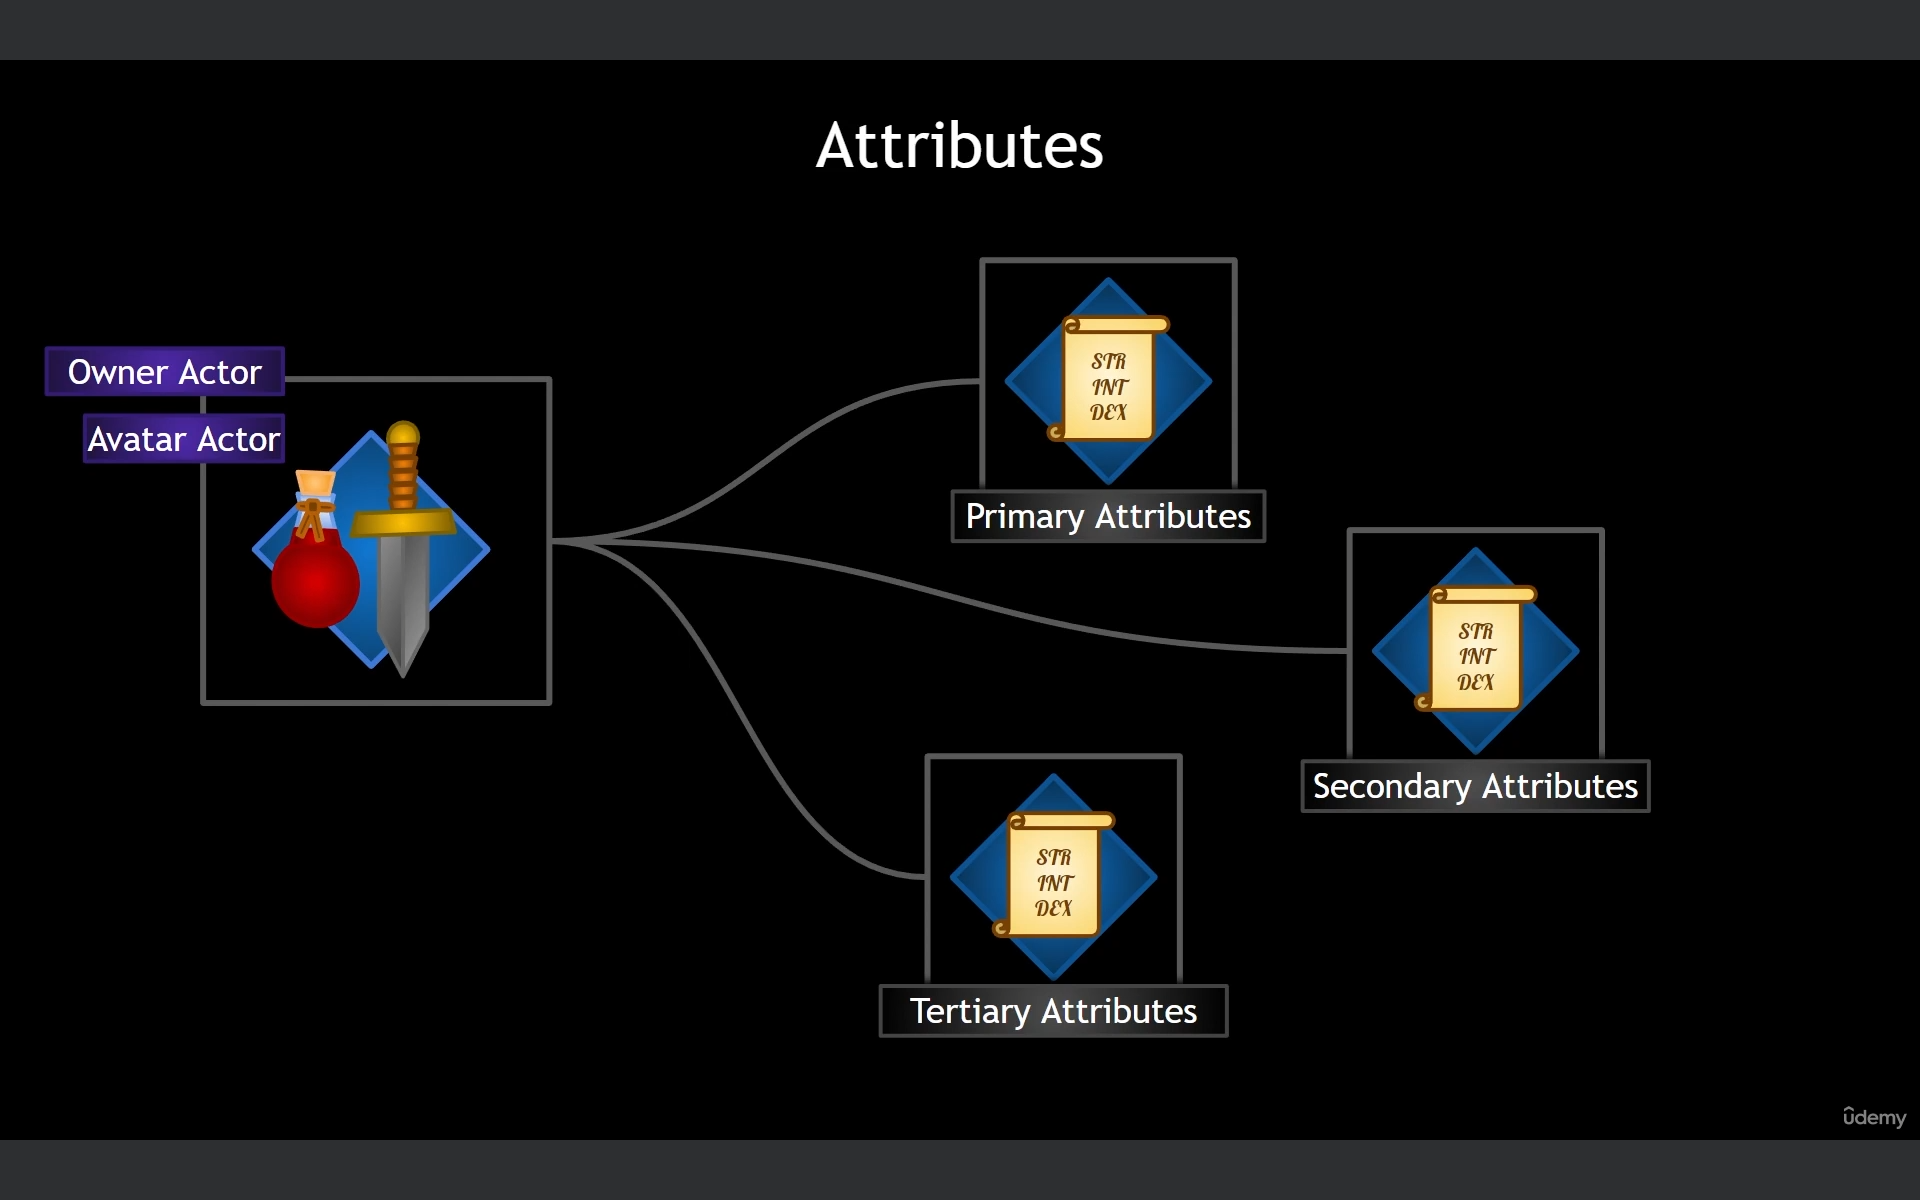 Attributes
Owner Actor
Avatar Actor
STR
INT
DEX
Primary Attributes
STR
INT
DEX
Secondary Attributes
STR
INT
DEX
Tertiary Attributes
ûdemy